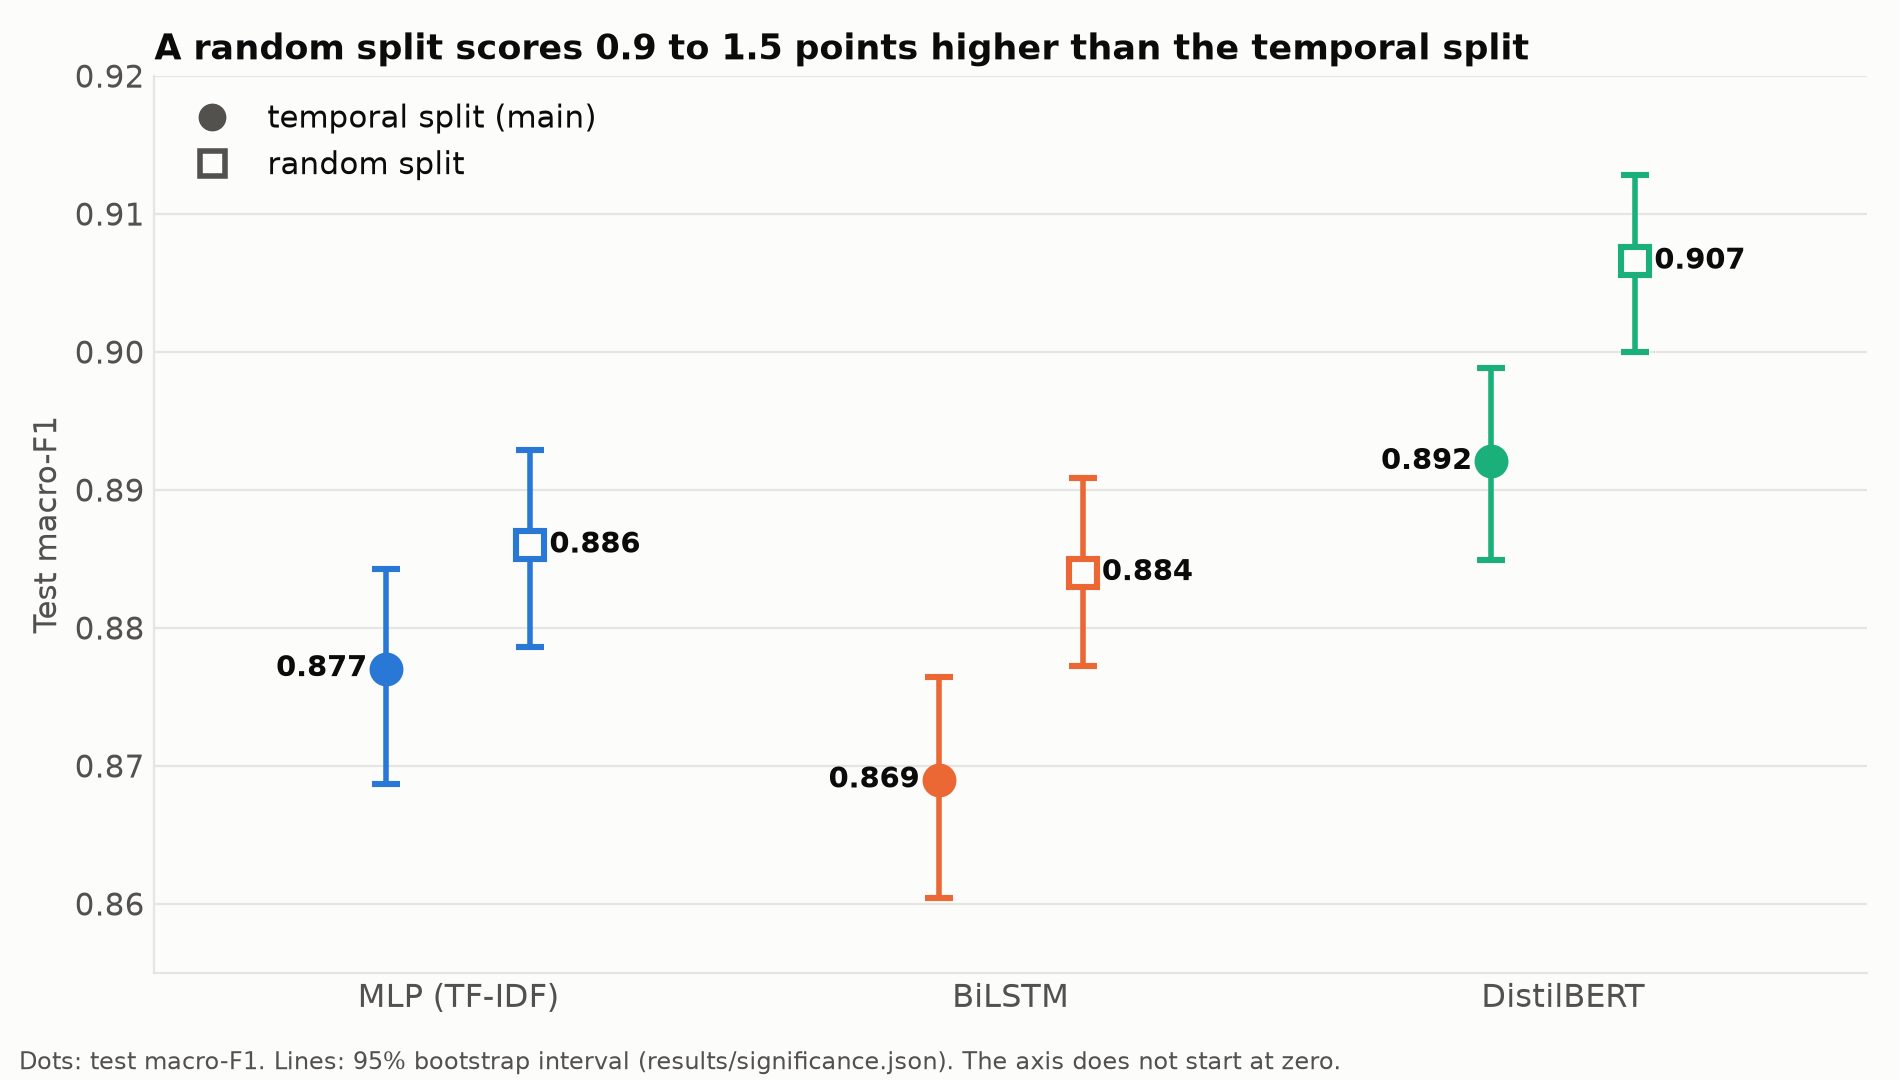 A random split scores 0.9 to 1.5 points higher than the temporal split
0.92
temporal split (main)
random split
0.91
0.907
0.90
0.892
0.89
0.886
0.884
0.88
0.877
0.87
0.869
0.86
Test macro-F1
MLP (TF-IDF)
BiLSTM
DistilBERT
Dots: test macro-F1. Lines: 95% bootstrap interval (results/significance.json). The axis does not start at zero.